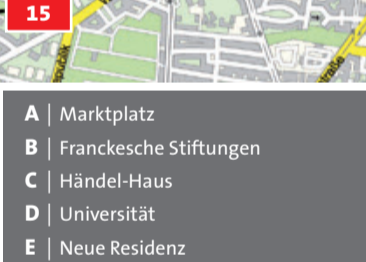 15
A | Marktplatz
B | Franckesche Stiftungen
C | Händel-Haus
D | Universität
E | Neue Residenz